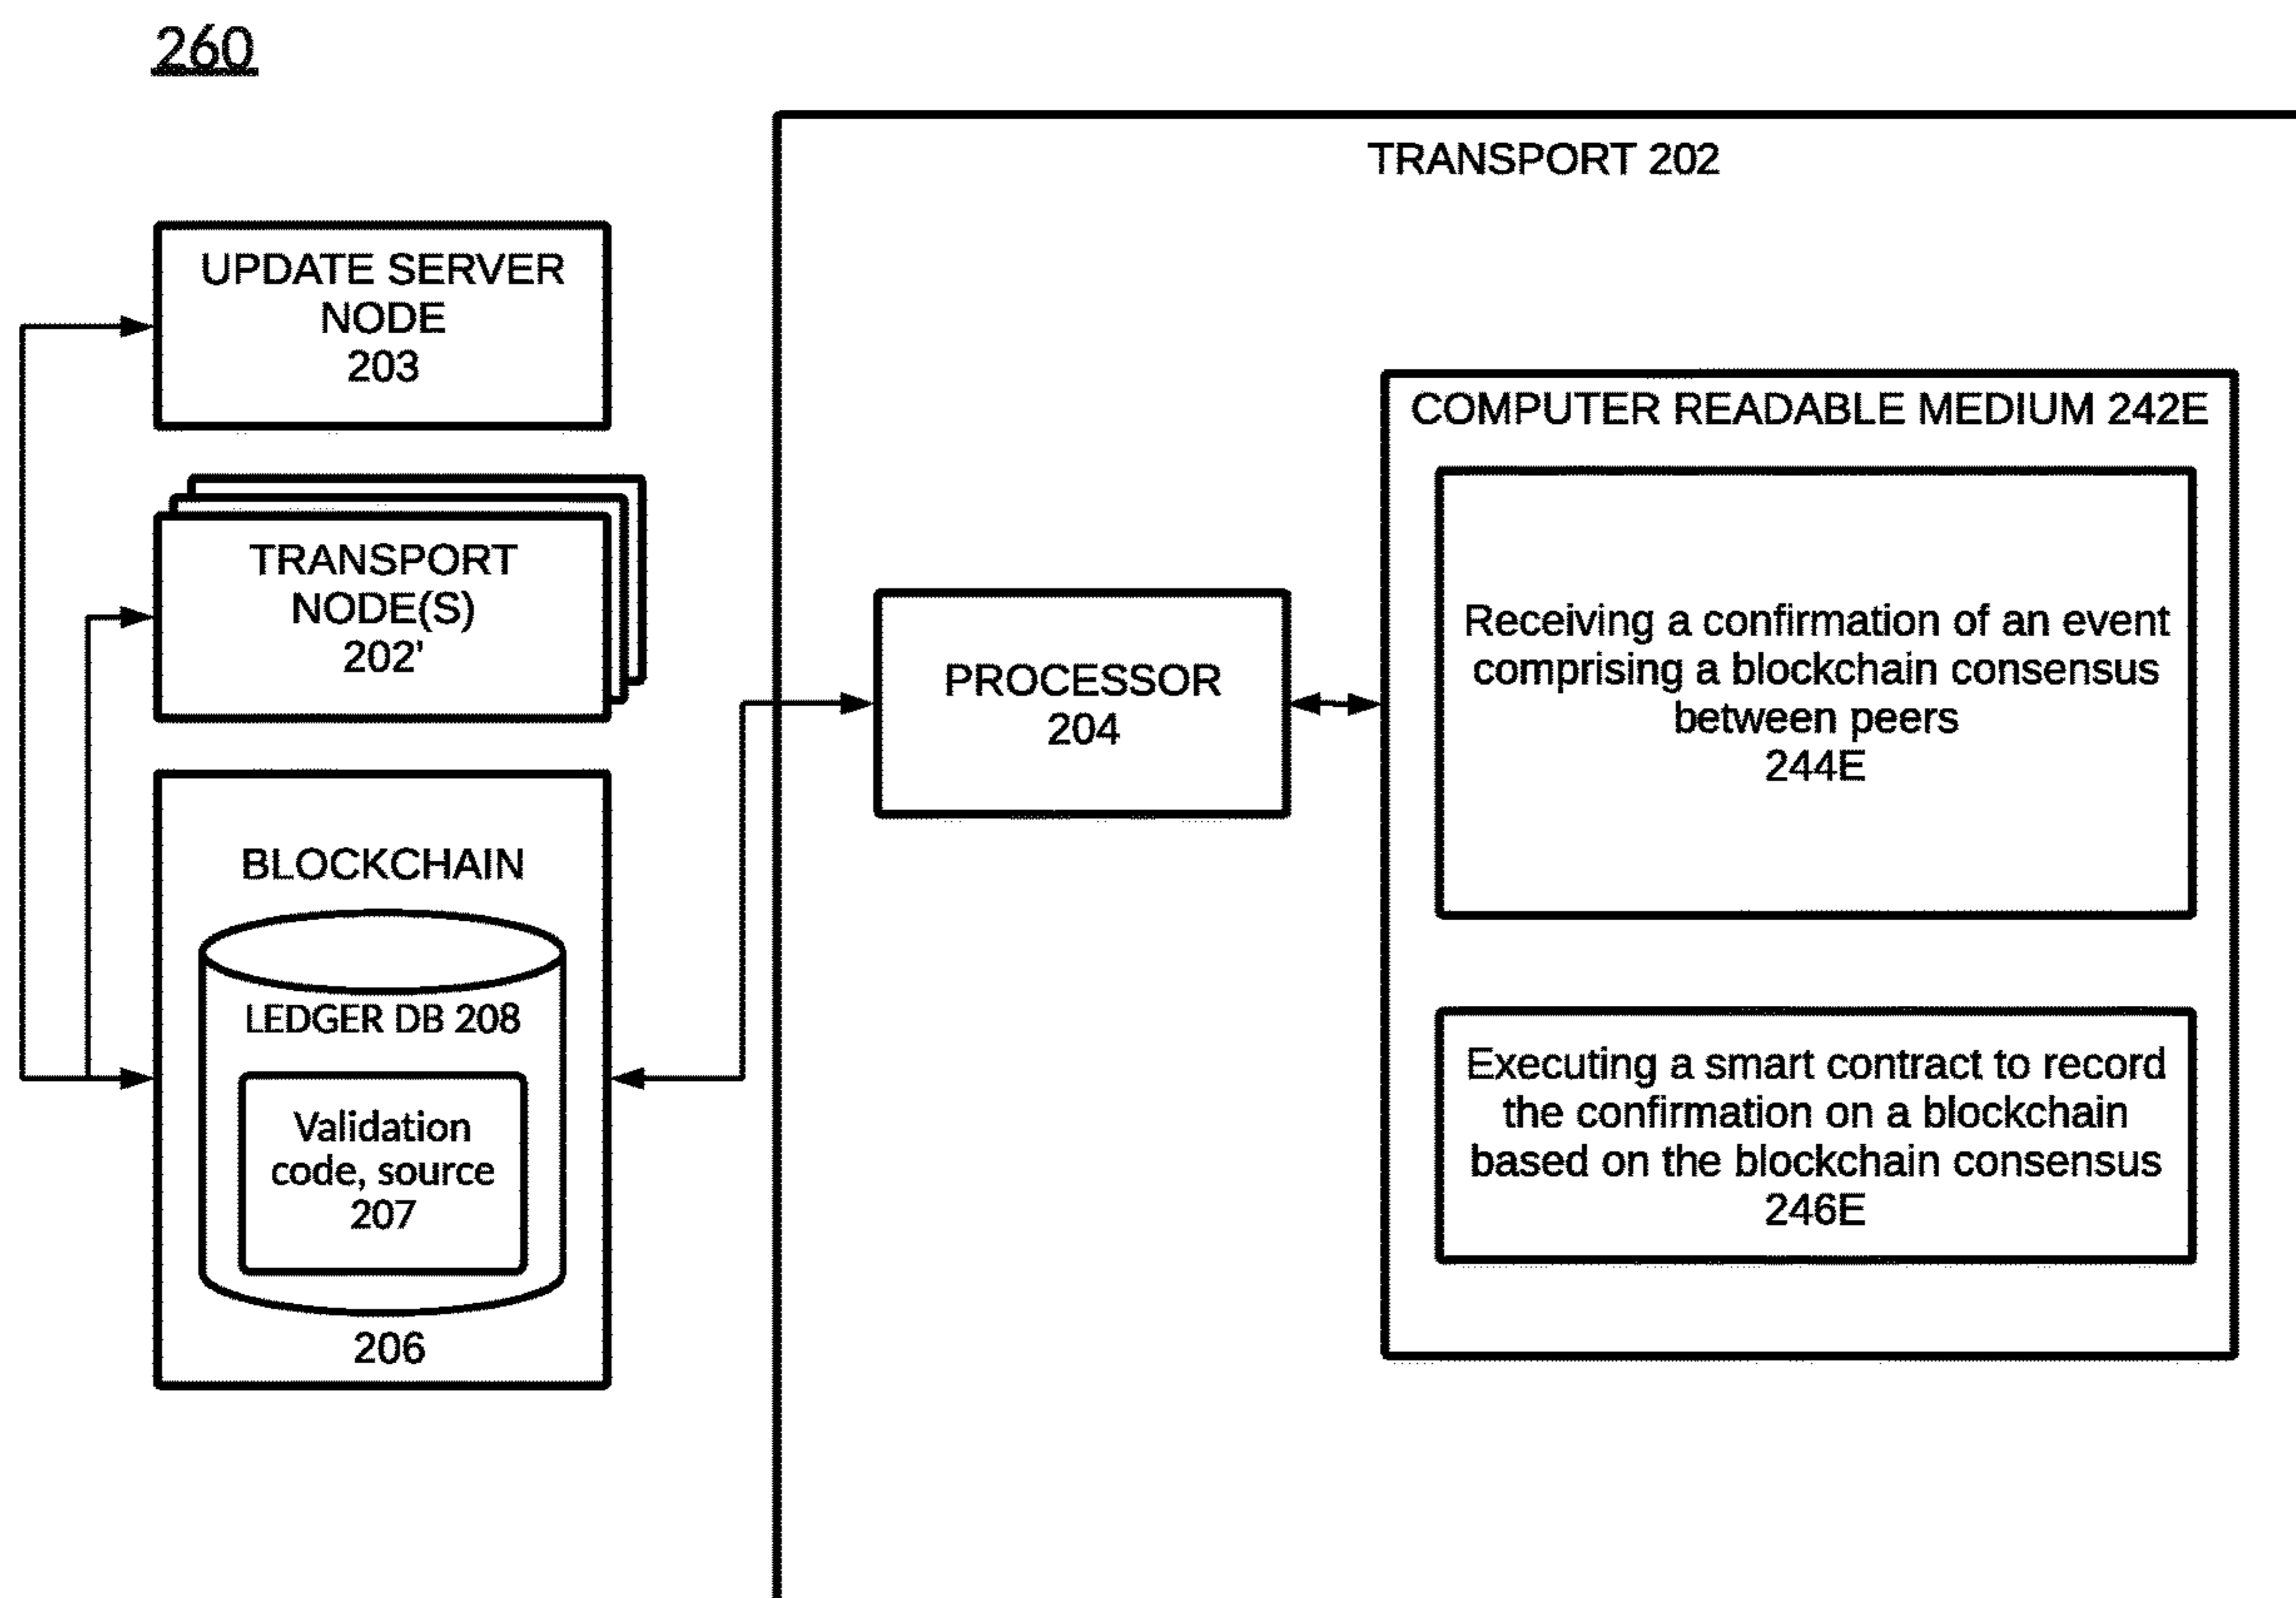 260
TRANSPORT 202
UPDATE SERVER
NODE
203
TRANSPORT
NODE(S)
202'
BLOCKCHAIN
LEDGER DB 208
Validation
code, source
207
206
PROCESSOR
204
COMPUTER READABLE MEDIUM 242E
Receiving a confirmation of an event
comprising a blockchain consensus
between peers
244E
Executing a smart contract to record
the confirmation on a blockchain
based on the blockchain consensus
246E